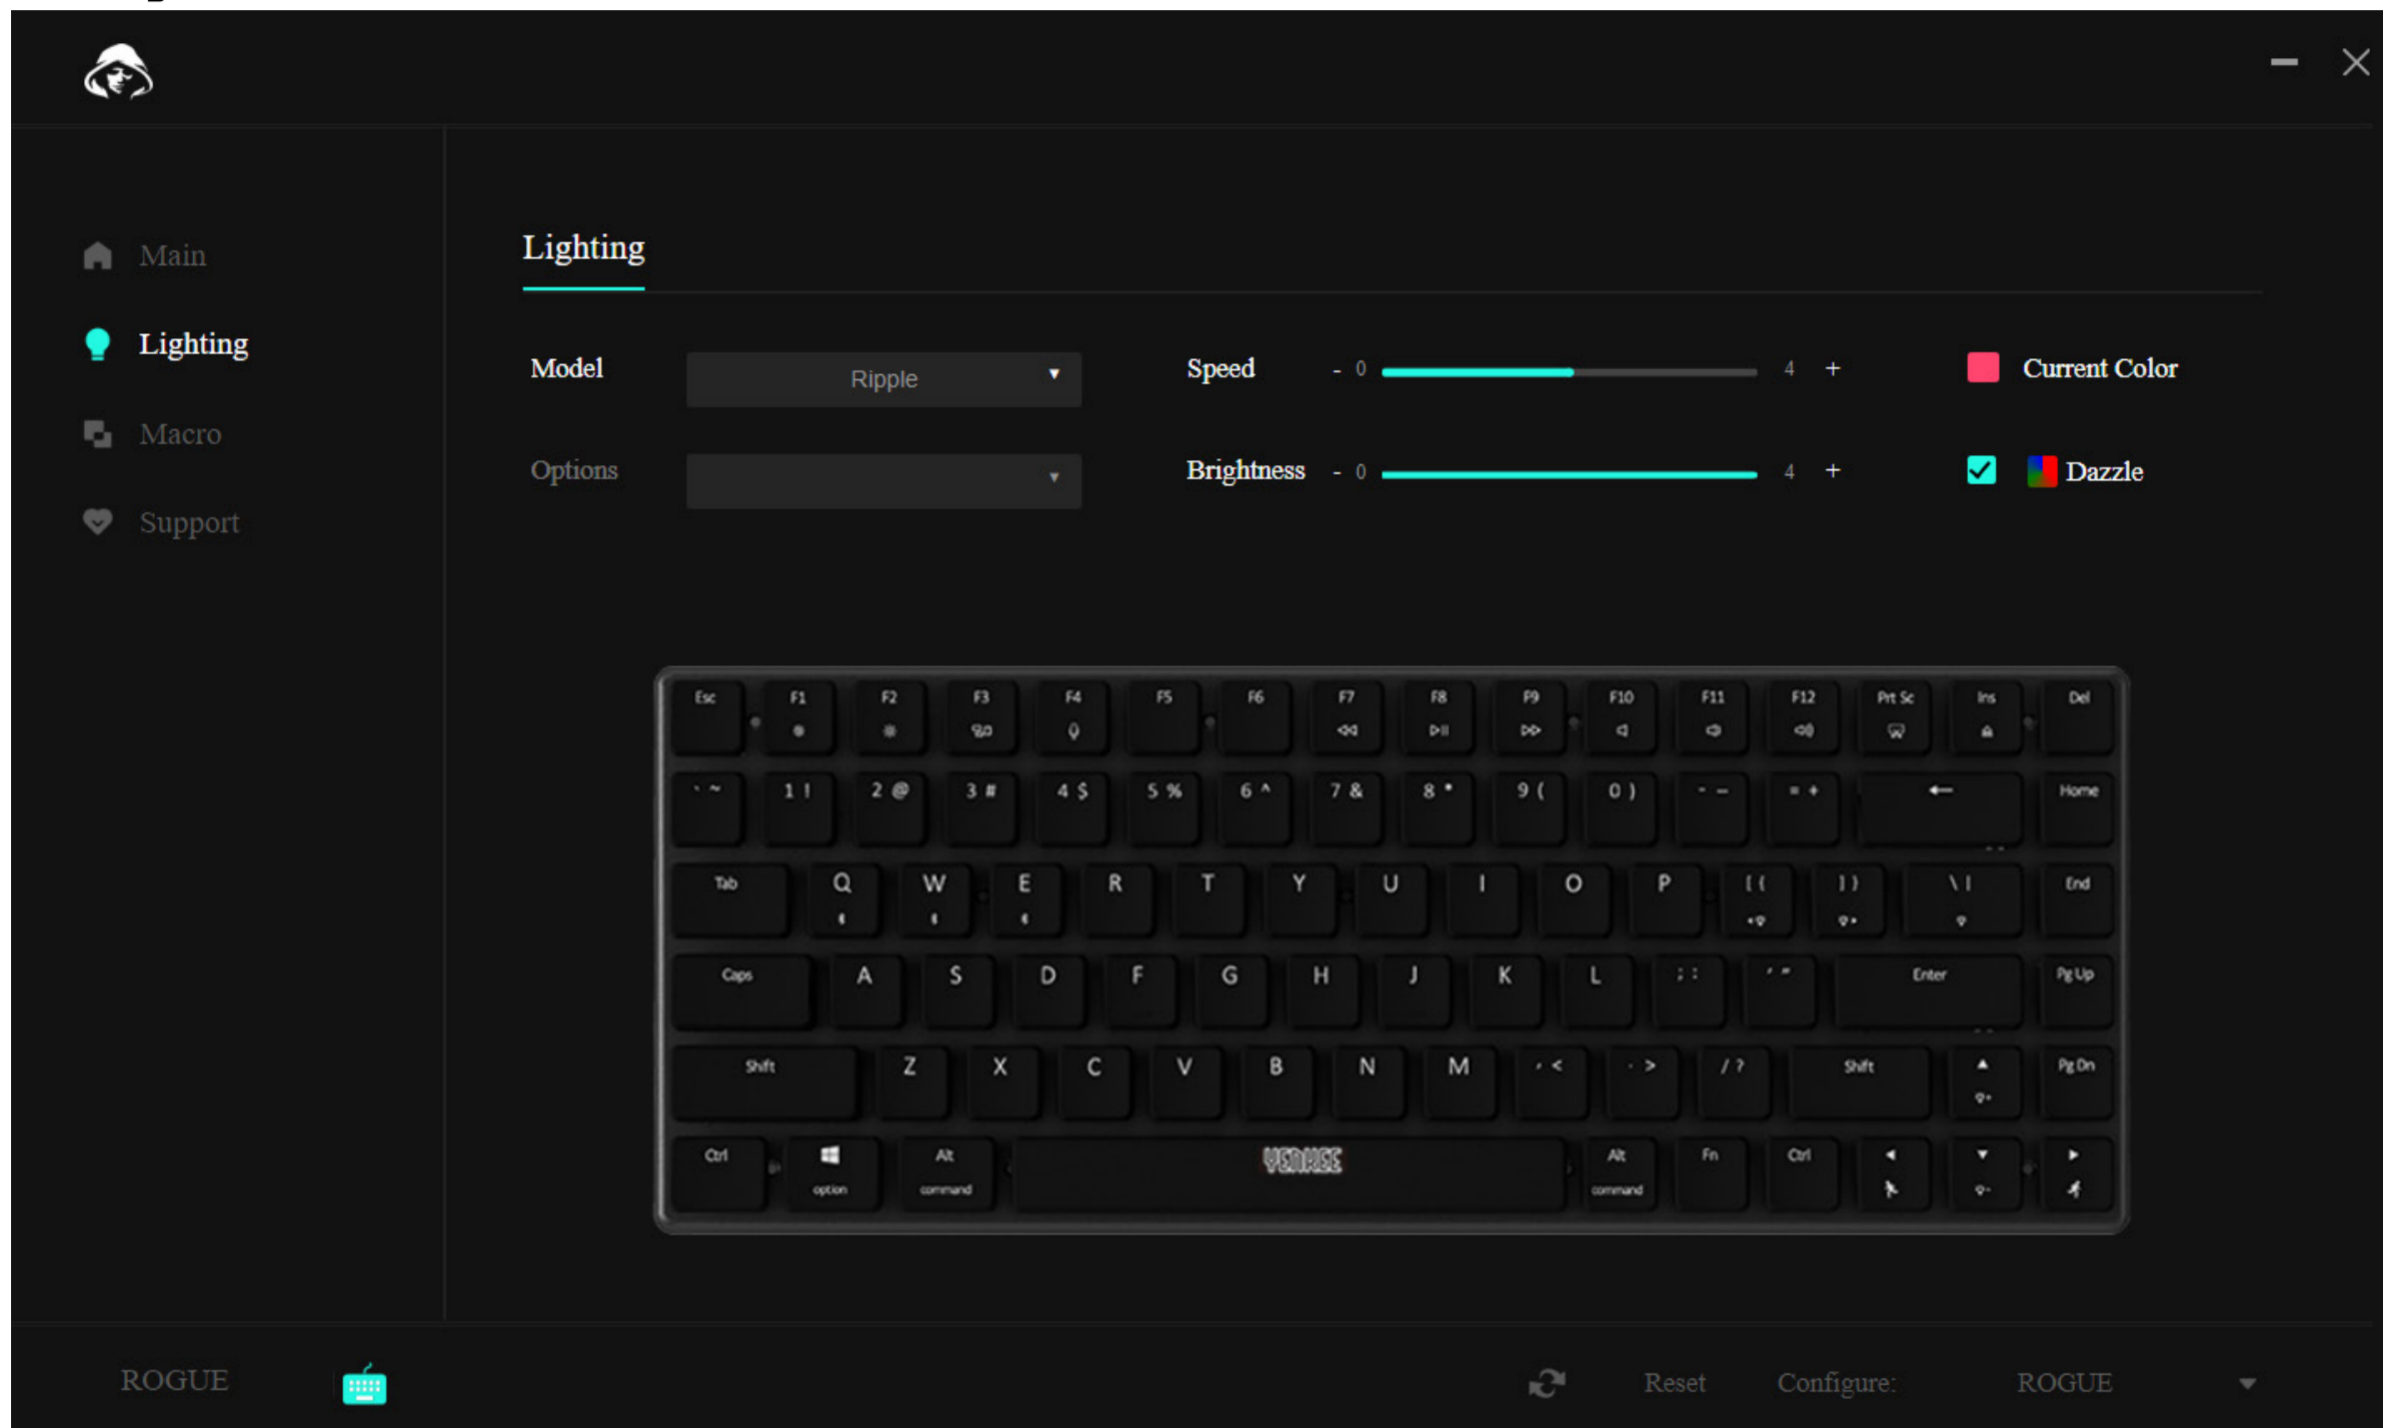 Main
Lighting
Macro
Support
Lighting
Model Ripple Speed - 0 4 + Current Color
Options Brightness - 0 4 + Dazzle
Esc F1 F2 F3 F4 F5 F6 F7 F8 F9 F10 F11 F12 Prt Sc Ins Del
` ~ 1 ! 2 @ 3 # 4 $ 5 % 6 ^ 7 & 8 * 9 ( 0 ) - _ = + ← Home
Tab Q W E R T Y U I O P [ { ] } \ | End
Caps A S D F G H J K L ; : ' " Enter Pg Up
Shift Z X C V B N M , < . > / ? Shift Pg Dn
Ctrl option Alt command YENKEE Alt command Fn Ctrl
ROGUE Reset Configure: ROGUE